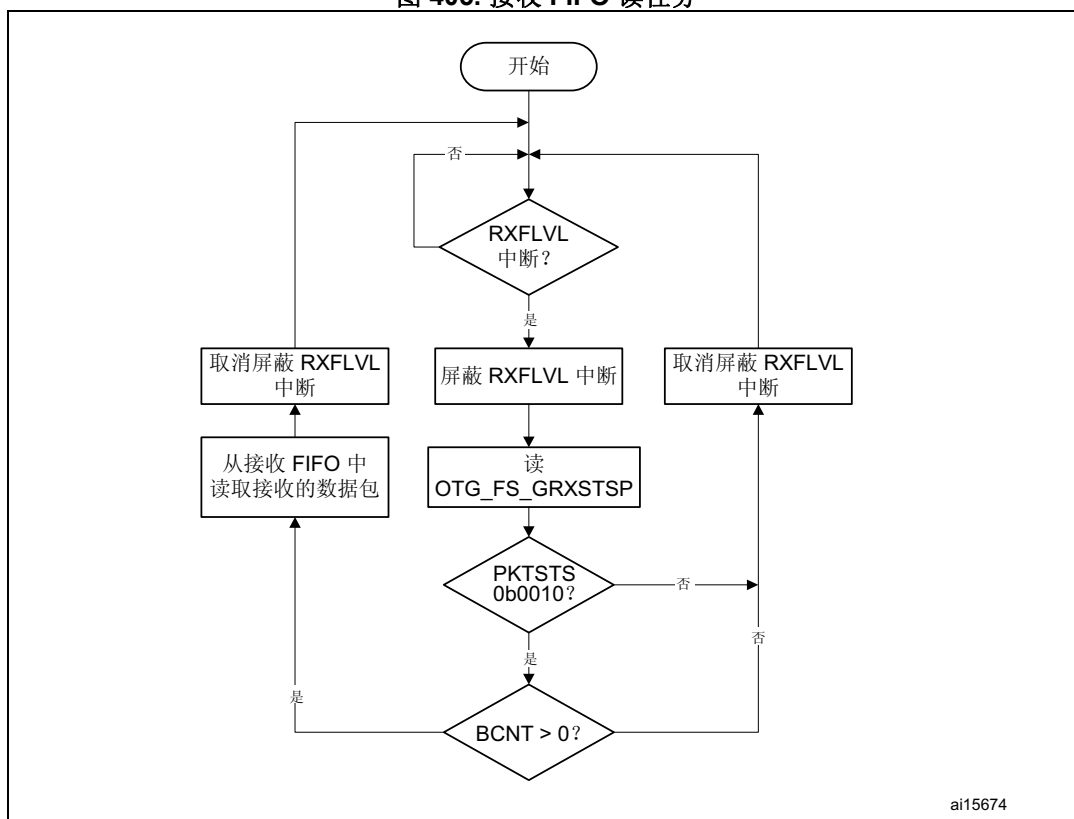 开始
否
RXFLVL
中断？
是
取消屏蔽 RXFLVL
中断
屏蔽 RXFLVL 中断
取消屏蔽 RXFLVL
中断
从接收 FIFO 中
读取接收的数据包
读
OTG_FS_GRXSTSP
PKTSTS
0b0010？
否
否
是
是
BCNT > 0？
ai15674